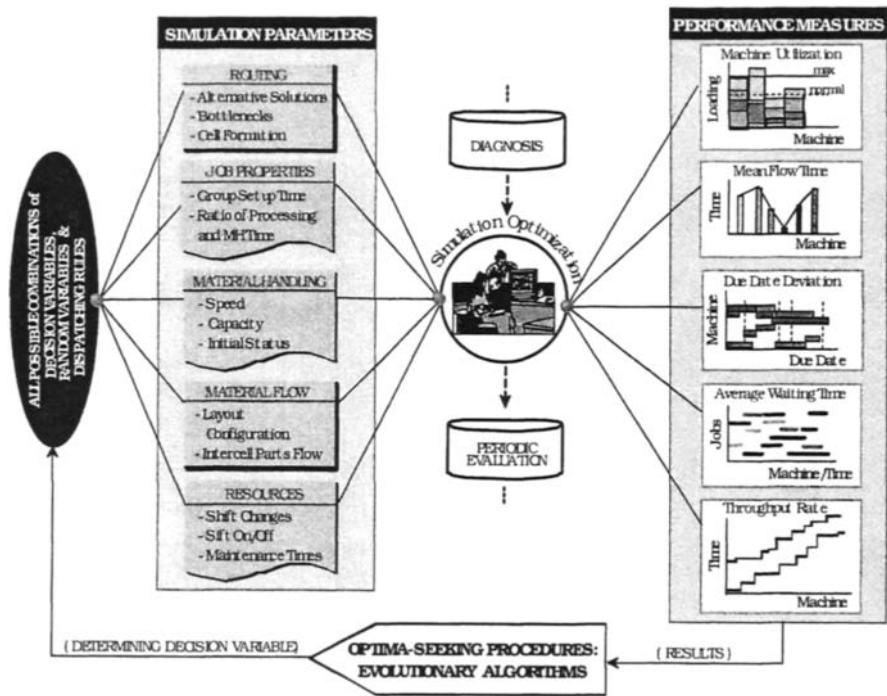 SIMULATION PARAMETERS
ROUTING
- Alternative Solutions
- Bottlenecks
- Cell Formation
JOB PROPERTIES
- Group Set up Time
- Ratio of Processing
and MH Time
MATERIAL HANDLING
- Speed
- Capacity
- Initial Status
MATERIAL FLOW
- Layout
Configuration
- Intercell Parts Flow
RESOURCES
- Shift Changes
- Sift On/Off
- Maintenance Times
ALL POSSIBLE COMBINATIONS of
DECISION VARIABLES,
RANDOM VARIABLES &
DISPATCHING RULES
DIAGNOSIS
Simulation Optimization
PERIODIC
EVALUATION
PERFORMANCE MEASURES
Machine Utilization
max
normal
Loading
Machine
Mean Flow Time
Time
Machine
Due Date Deviation
Machine
Due Date
Average Waiting Time
Jobs
Machine/Time
Throughput Rate
Time
Machine
( DETERMINING DECISION VARIABLE)
OPTIMA-SEEKING PROCEDURES:
EVOLUTIONARY ALGORITHMS
( RESULTS )